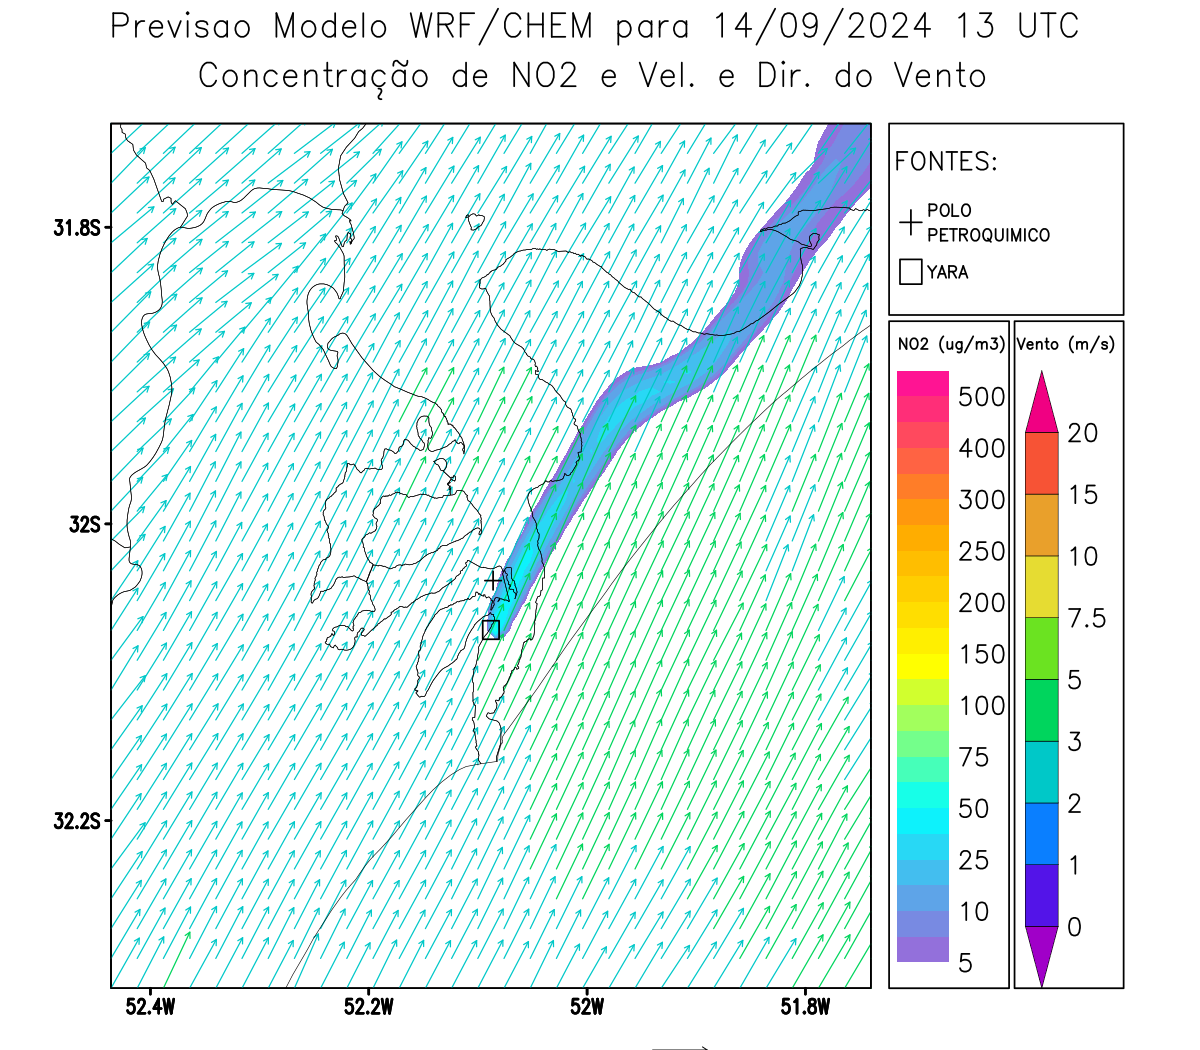 Previsao Modelo WRF/CHEM para 14/09/2024 13 UTC
Concentração de NO2 e Vel. e Dir. do Vento
FONTES:
POLO
PETROQUIMICO
YARA
NO2 (ug/m3)
500
400
300
250
200
150
100
75
50
25
10
5
Vento (m/s)
20
15
10
7.5
5
3
2
1
0
31.8S
32S
32.2S
52.4W
52.2W
52W
51.8W